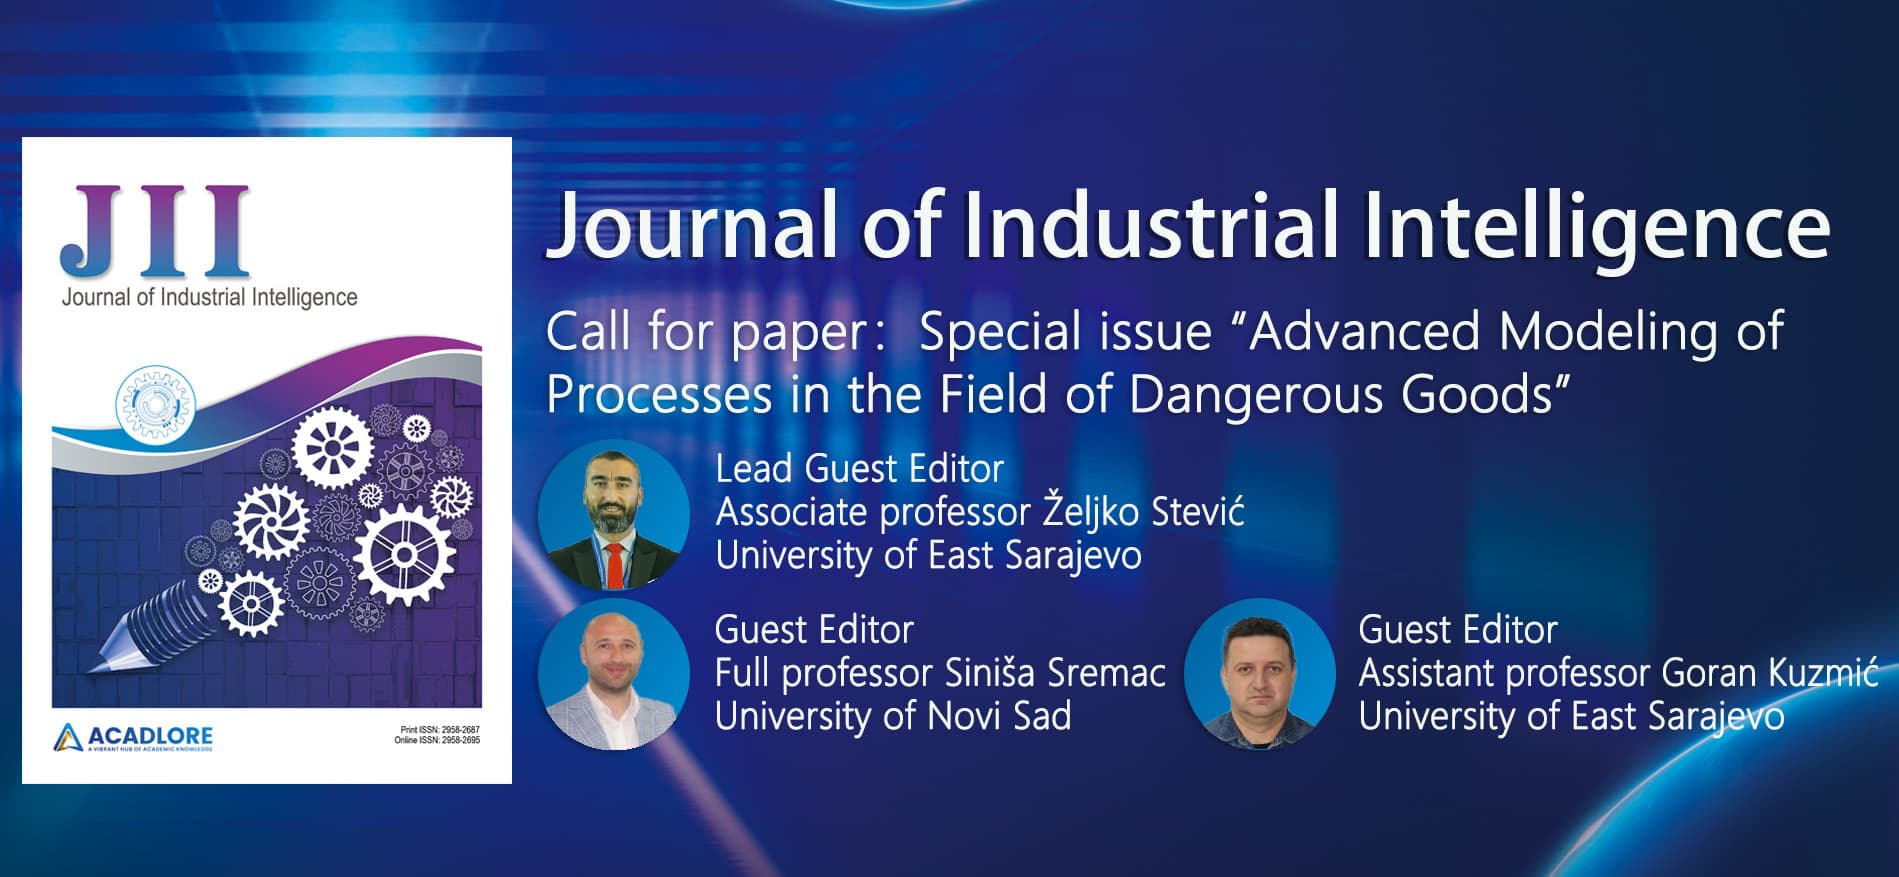 JII
Journal of Industrial Intelligence
ACADLORE
A VIBRANT HUB OF ACADEMIC KNOWLEDGE
Print ISSN: 2958-2687
Online ISSN: 2958-2695
Journal of Industrial Intelligence
Call for paper: Special issue “Advanced Modeling of
Processes in the Field of Dangerous Goods”
Lead Guest Editor
Associate professor Željko Stević
University of East Sarajevo
Guest Editor
Full professor Siniša Sremac
University of Novi Sad
Guest Editor
Assistant professor Goran Kuzmić
University of East Sarajevo